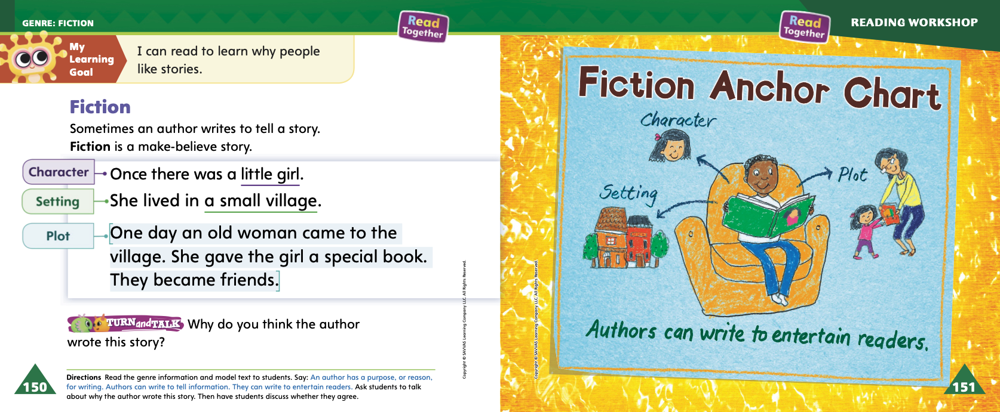 GENRE: FICTION
Read
Together
My
Learning
Goal
I can read to learn why people
like stories.
Fiction
Sometimes an author writes to tell a story.
Fiction is a make-believe story.
Character
Once there was a little girl.
Setting
She lived in a small village.
Plot
One day an old woman came to the
village. She gave the girl a special book.
They became friends.
TURN and TALK Why do you think the author
wrote this story?
Directions Read the genre information and model text to students. Say: An author has a purpose, or reason,
for writing. Authors can write to tell information. They can write to entertain readers. Ask students to talk
about why the author wrote this story. Then have students discuss whether they agree.
150
Copyright © SAVVAS Learning Company LLC. All Rights Reserved.
Read
Together
READING WORKSHOP
Fiction Anchor Chart
Character
Plot
Setting
Authors can write to entertain readers.
Copyright © SAVVAS Learning Company LLC. All Rights Reserved.
151